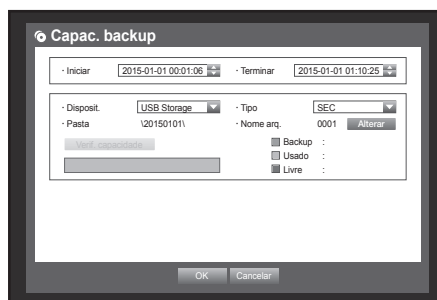 Capac. backup
· Iniciar 2015-01-01 00:01:06 · Terminar 2015-01-01 01:10:25
· Disposit. USB Storage · Tipo SEC
· Pasta \20150101\ · Nome arq. 0001 Alterar
Verif. capacidade Backup :
Usado :
Livre :
OK Cancelar